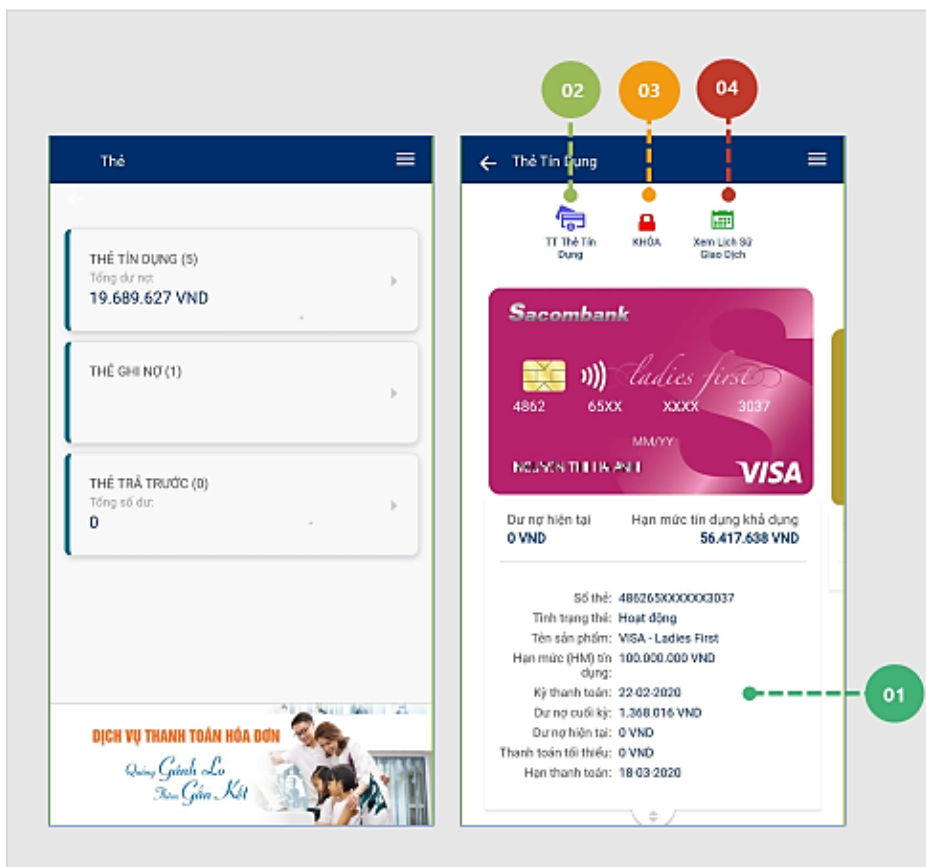 02
03
04
Thẻ
THẺ TÍN DỤNG (5)
Tổng dư nợ:
19.689.627 VND
THẺ GHI NỢ (1)
THẺ TRẢ TRƯỚC (0)
Tổng số dư:
0
DỊCH VỤ THANH TOÁN HÓA ĐƠN
Quẳng Gánh Lo
Thêm Gắn Kết
Thẻ Tín Dụng
TT Thẻ Tín
Dụng
KHÓA
Xem Lịch Sử
Giao Dịch
Sacombank
ladies first
4862 65XX XXXX 3037
MM/YY
NGUYEN THI HA ANH
VISA
Dư nợ hiện tại Hạn mức tín dụng khả dụng
0 VND 56.417.638 VND
Số thẻ: 486265XXXXXX3037
Tình trạng thẻ: Hoạt động
Tên sản phẩm: VISA - Ladies First
Hạn mức (HM) tín 100.000.000 VND
dụng:
Kỳ thanh toán: 22-02-2020
Dư nợ cuối kỳ: 1.368.016 VND
Dư nợ hiện tại: 0 VND
Thanh toán tối thiểu: 0 VND
Hạn thanh toán: 18-03-2020
01